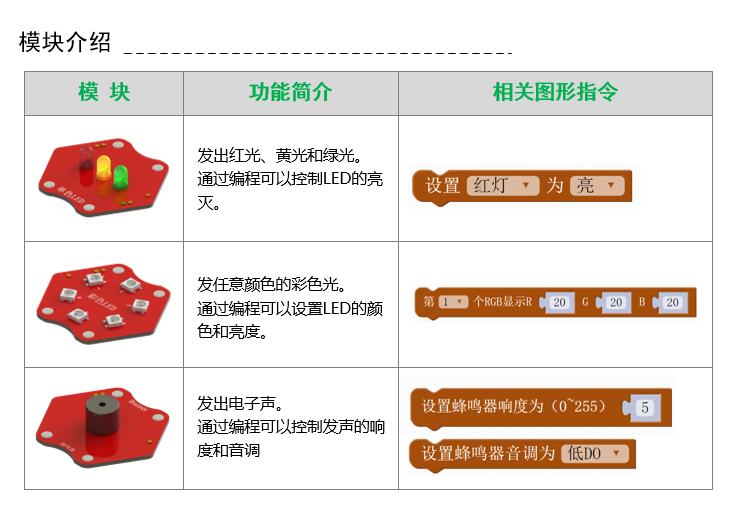 模块介绍
模 块
功能简介
相关图形指令
单色LED
发出红光、黄光和绿光。
通过编程可以控制LED的亮
灭。
设置 红灯 为 亮
彩色LED
发任意颜色的彩色光。
通过编程可以设置LED的颜
色和亮度。
第 1 个RGB显示R 20 G 20 B 20
Buzzer
发出电子声。
通过编程可以控制发声的响
度和音调
设置蜂鸣器响度为（0~255） 5
设置蜂鸣器音调为 低DO